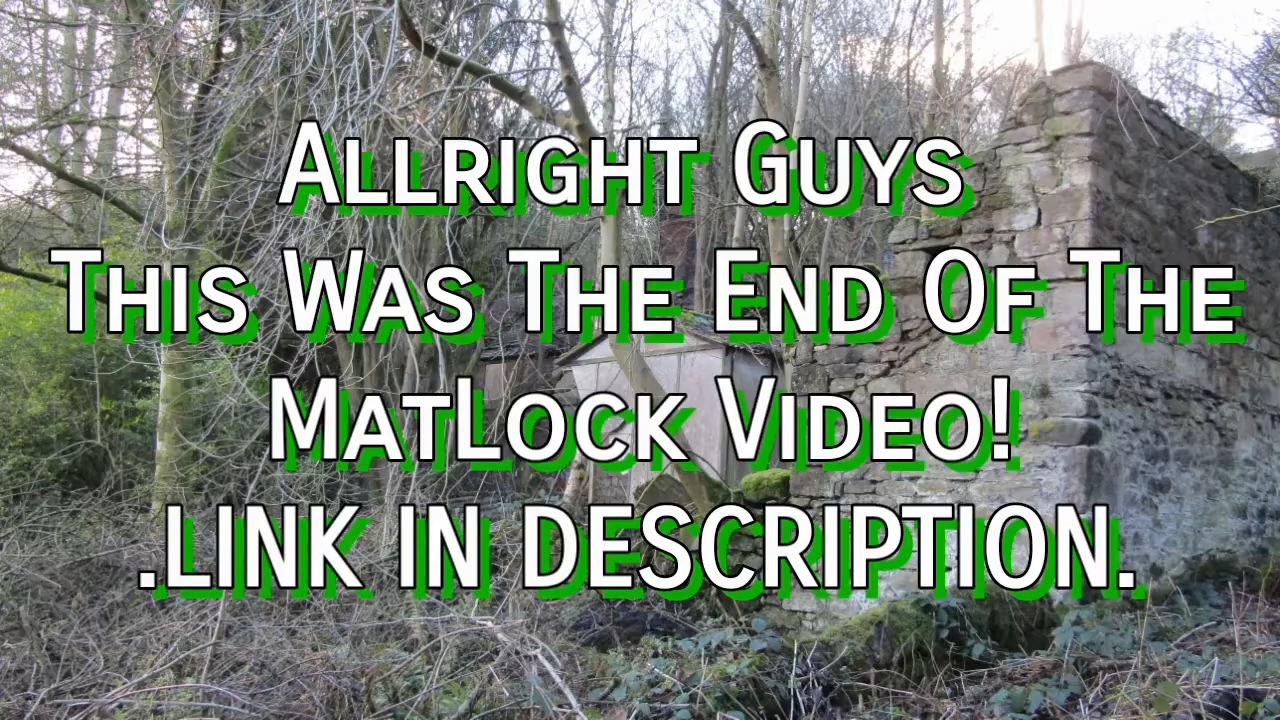 Allright Guys
This Was The End Of The
MatLock Video!
.LINK IN DESCRIPTION.